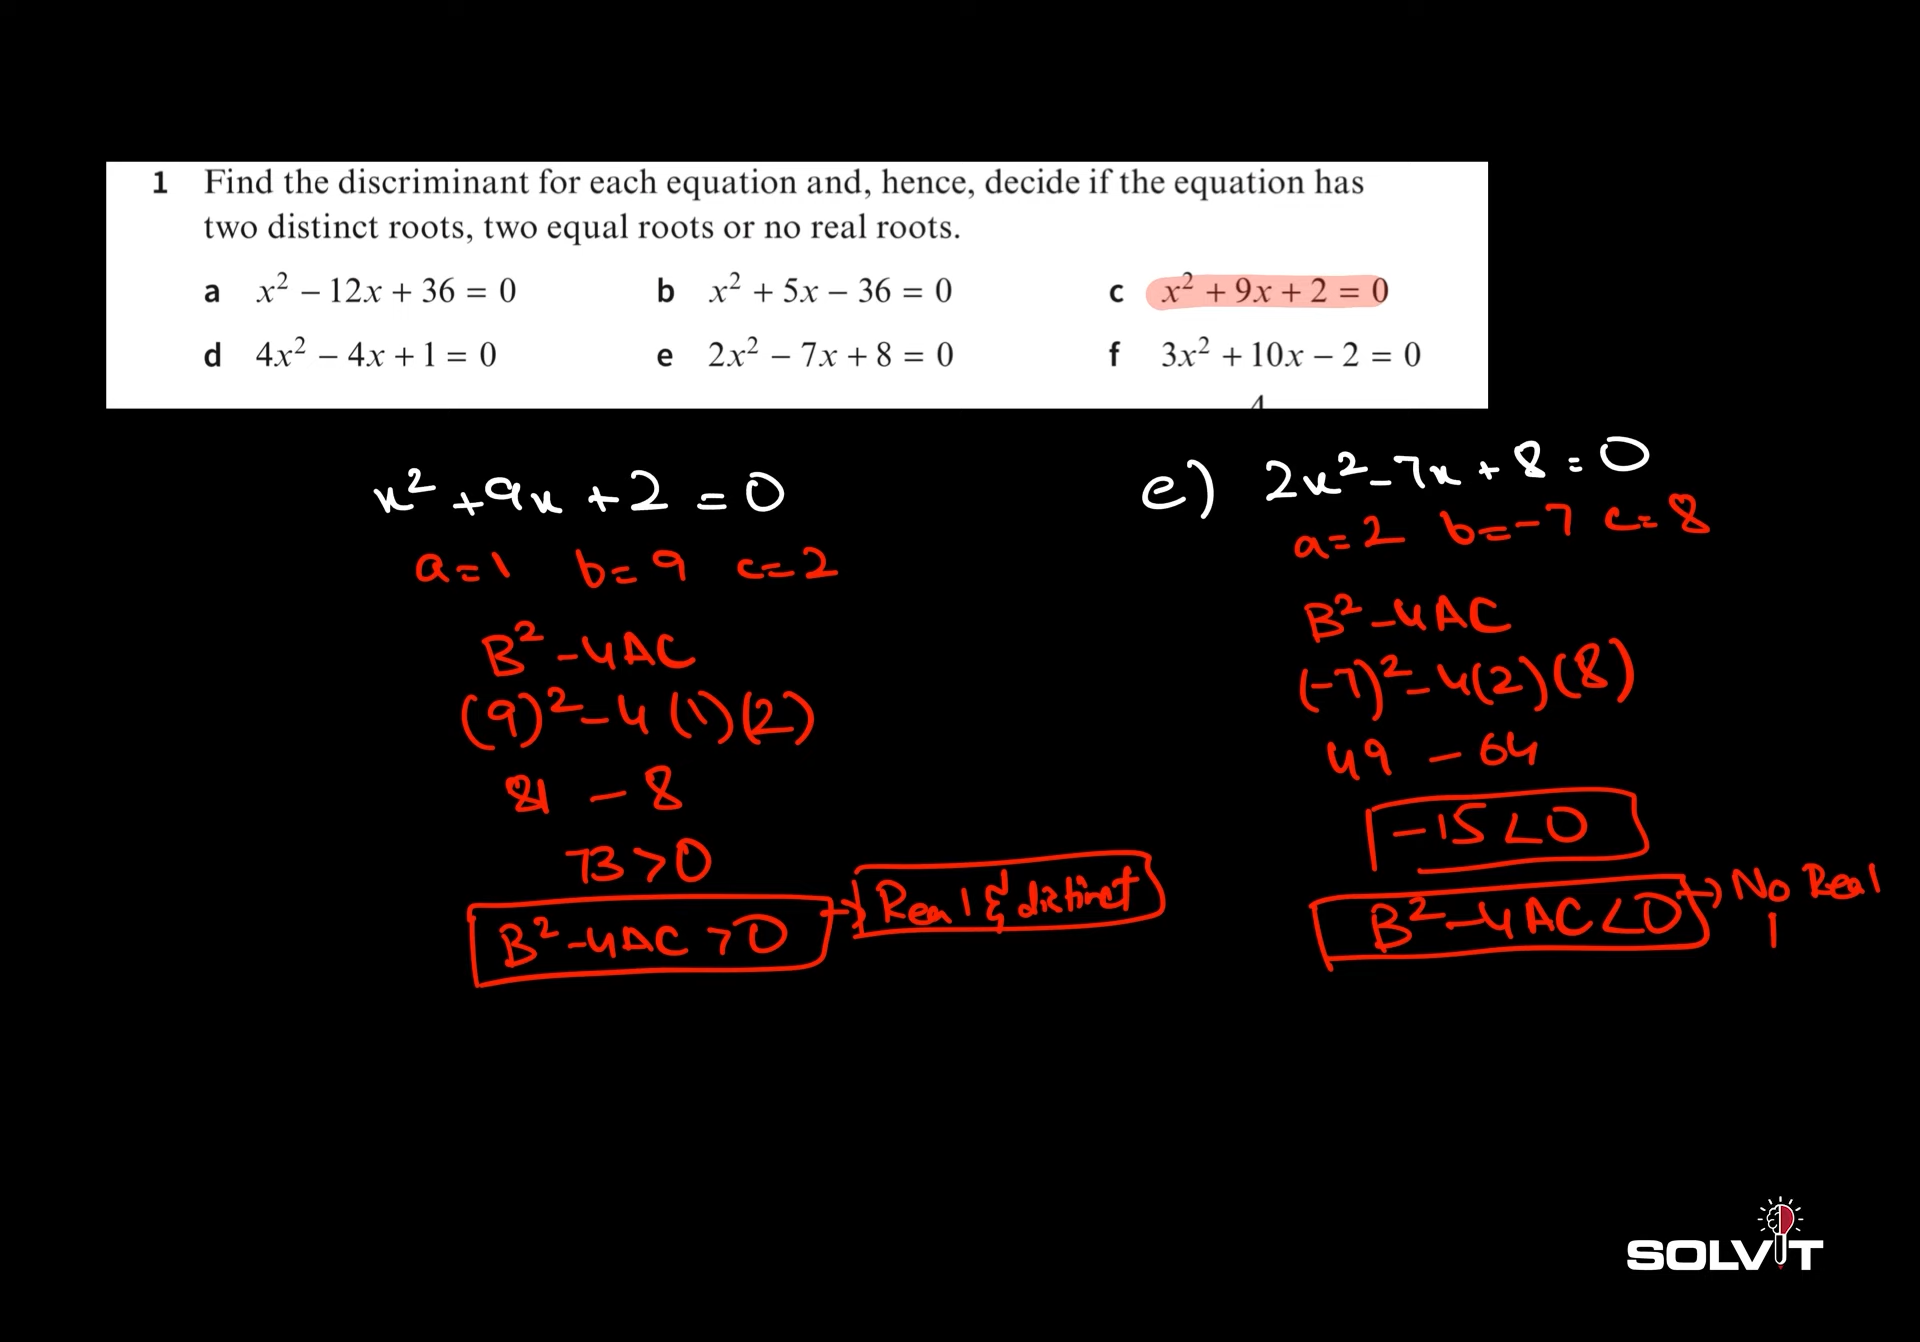 1 Find the discriminant for each equation and, hence, decide if the equation has
two distinct roots, two equal roots or no real roots.
a x² − 12x + 36 = 0 b x² + 5x − 36 = 0 c x² + 9x + 2 = 0
d 4x² − 4x + 1 = 0 e 2x² − 7x + 8 = 0 f 3x² + 10x − 2 = 0
x² + 9x + 2 = 0
a=1 b=9 c=2
B² − 4AC
(9)² − 4(1)(2)
81 − 8
73 > 0
B² − 4AC > 0 → Real & distinct
e) 2x² − 7x + 8 = 0
a=2 b=−7 c=8
B² − 4AC
(−7)² − 4(2)(8)
49 − 64
−15 < 0
B² − 4AC < 0 → No Real
SOLVIT